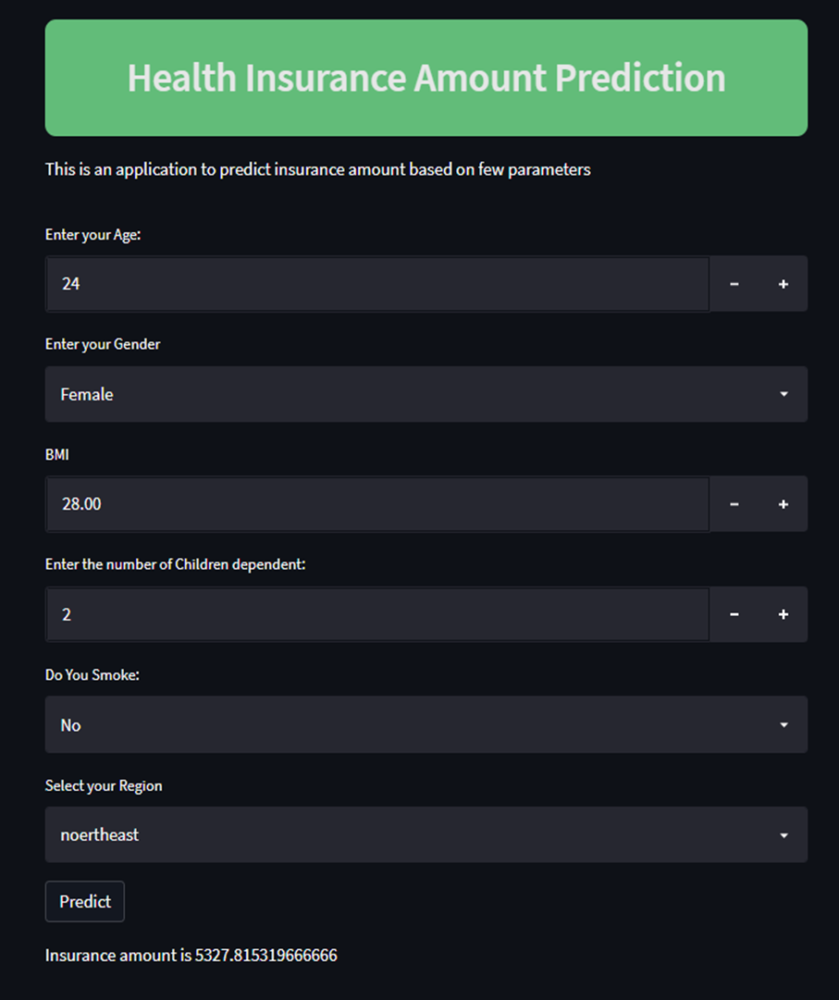 Health Insurance Amount Prediction
This is an application to predict insurance amount based on few parameters
Enter your Age:
24
Enter your Gender
Female
BMI
28.00
Enter the number of Children dependent:
2
Do You Smoke:
No
Select your Region
noertheast
Predict
Insurance amount is 5327.815319666666